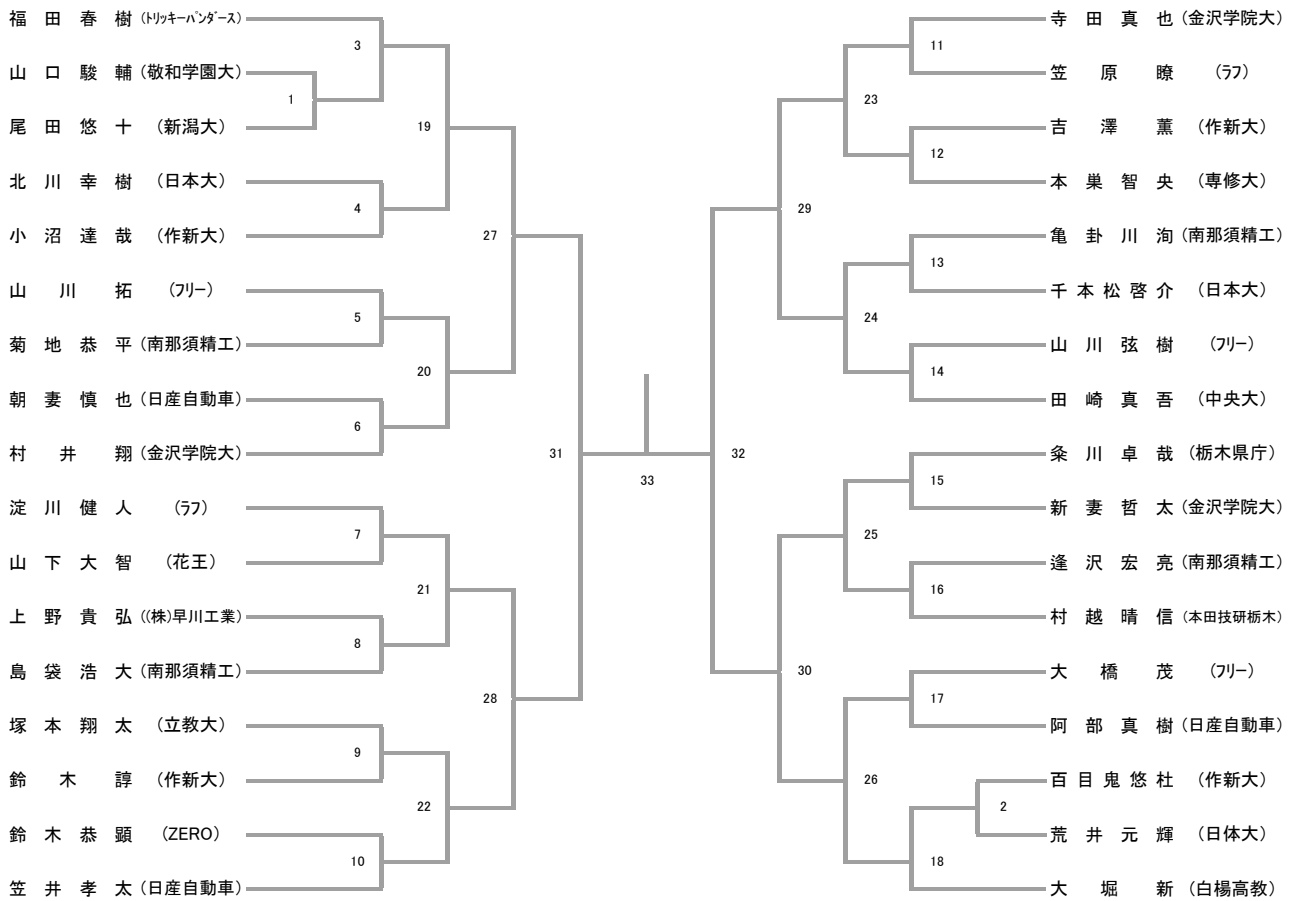 福田春樹 (トリッキーパンダース)
3
山口駿輔 (敬和学園大)
1
尾田悠十 (新潟大)
19
北川幸樹 (日本大)
4
小沼達哉 (作新大)
27
山川拓 (フリー)
5
菊地恭平 (南那須精工)
20
朝妻慎也 (日産自動車)
6
村井翔 (金沢学院大)
31
淀川健人 (ラフ)
7
山下大智 (花王)
21
上野貴弘 ((株)早川工業)
8
島袋浩大 (南那須精工)
28
塚本翔太 (立教大)
9
鈴木諄 (作新大)
22
鈴木恭顕 (ZERO)
10
笠井孝太 (日産自動車)
33
寺田真也 (金沢学院大)
11
笠原瞭 (ラフ)
23
吉澤薫 (作新大)
12
本巣智央 (専修大)
29
亀卦川洵 (南那須精工)
13
千本松啓介 (日本大)
24
山川弦樹 (フリー)
14
田崎真吾 (中央大)
32
粂川卓哉 (栃木県庁)
15
新妻哲太 (金沢学院大)
25
逢沢宏亮 (南那須精工)
16
村越晴信 (本田技研栃木)
30
大橋茂 (フリー)
17
阿部真樹 (日産自動車)
26
百目鬼悠杜 (作新大)
2
荒井元輝 (日体大)
18
大堀新 (白楊高教)